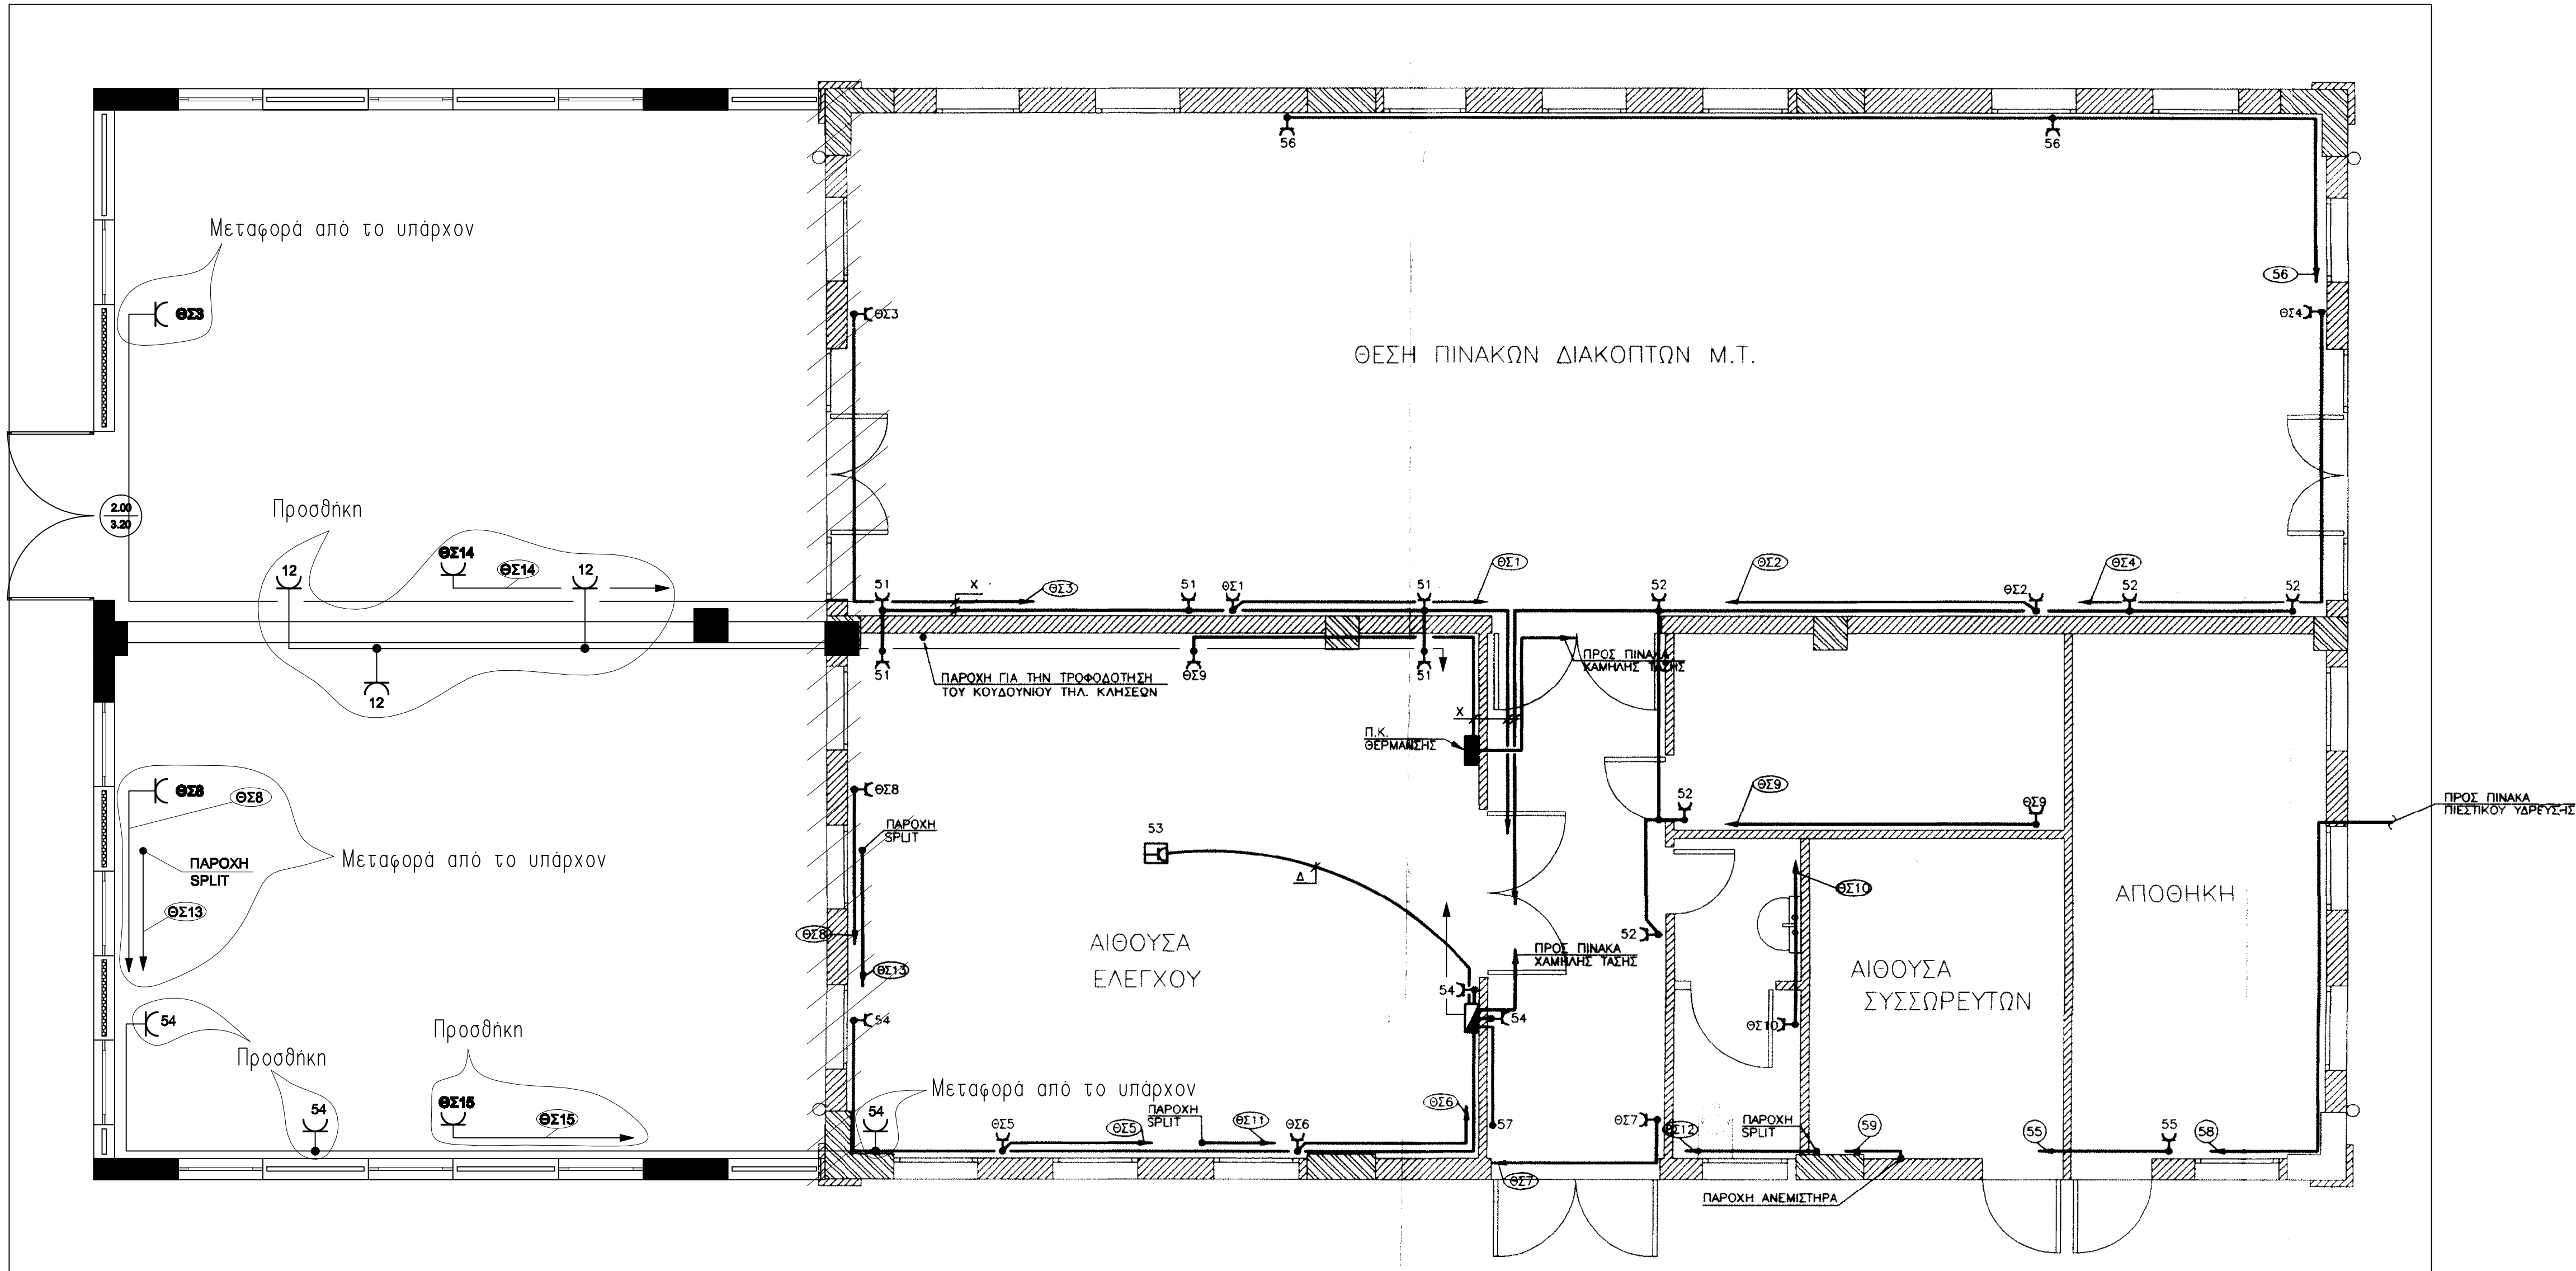 56
56
Μεταφορά από το υπάρχον
56
ΘΣ3
ΘΣ3
ΘΣ4
ΘΕΣΗ ΠΙΝΑΚΩΝ ΔΙΑΚΟΠΤΩΝ Μ.Τ.
2.00
3.20
Προσθήκη
12
ΘΣ14
ΘΣ14
12
51
X
ΘΣ3
51
ΘΣ1
51
ΘΣ1
52
ΘΣ2
ΘΣ2
ΘΣ4
52
52
12
51
ΠΑΡΟΧΗ ΓΙΑ ΤΗΝ ΤΡΟΦΟΔΟΤΗΣΗ
ΤΟΥ ΚΟΥΔΟΥΝΙΟΥ ΤΗΛ. ΚΛΗΣΕΩΝ
ΘΣ9
51
ΠΡΟΣ ΠΙΝΑΚΑ
ΧΑΜΗΛΗΣ ΤΑΣΗΣ
X
Π.Κ.
ΘΕΡΜΑΝΣΗΣ
ΘΣ8
ΘΣ8
ΘΣ8
ΘΣ9
52
ΘΣ9
ΠΡΟΣ ΠΙΝΑΚΑ
ΠΙΕΣΤΙΚΟΥ ΥΔΡΕΥΣΗΣ
ΠΑΡΟΧΗ
SPLIT
Μεταφορά από το υπάρχον
ΠΑΡΟΧΗ
SPLIT
53
Δ
ΘΣ10
ΑΠΟΘΗΚΗ
ΘΣ13
ΘΣ8
ΘΣ13
ΑΙΘΟΥΣΑ
ΕΛΕΓΧΟΥ
52
ΠΡΟΣ ΠΙΝΑΚΑ
ΧΑΜΗΛΗΣ ΤΑΣΗΣ
ΑΙΘΟΥΣΑ
ΣΥΣΣΩΡΕΥΤΩΝ
54
54
54
54
ΘΣ10
Προσθήκη
Προσθήκη
Μεταφορά από το υπάρχον
54
ΘΣ15
ΘΣ15
54
ΘΣ5
ΘΣ5
ΠΑΡΟΧΗ
SPLIT
ΘΣ11
ΘΣ6
ΘΣ6
57
ΘΣ7
ΘΣ12
ΠΑΡΟΧΗ
SPLIT
59
55
55
58
ΘΣ7
ΠΑΡΟΧΗ ΑΝΕΜΙΣΤΗΡΑ